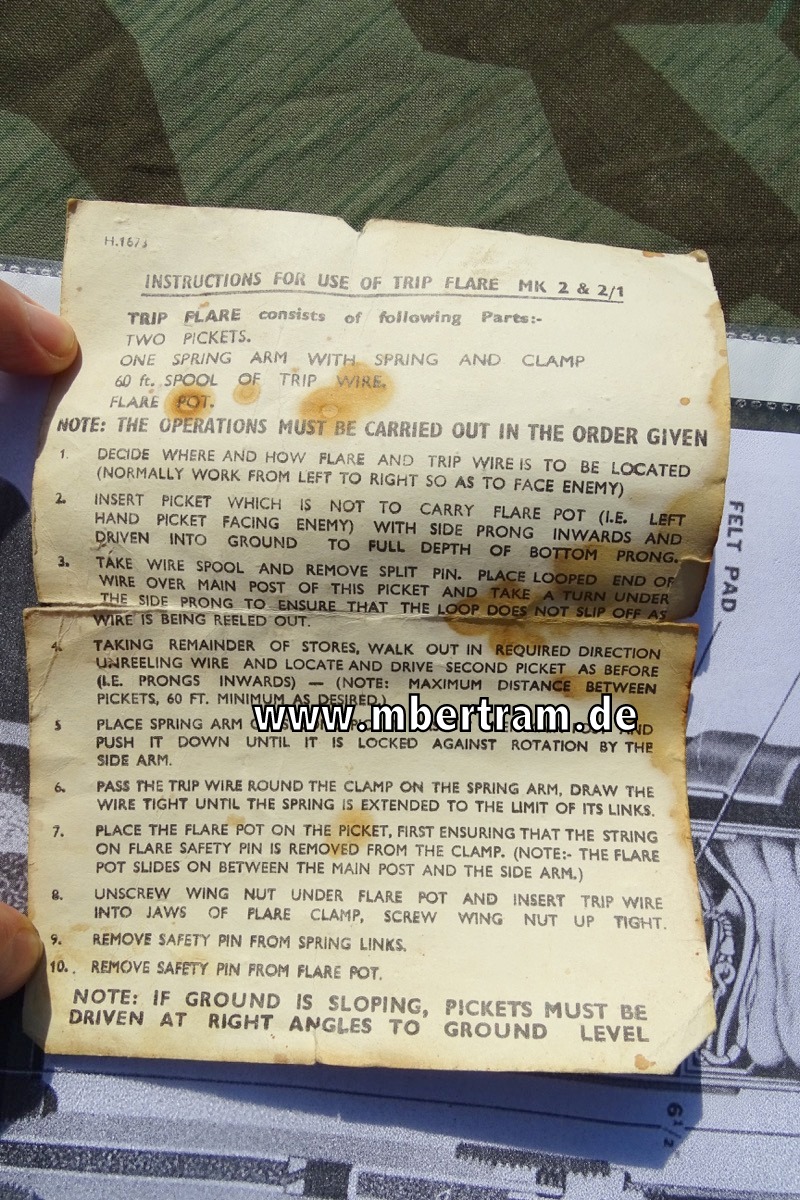 H.1673
INSTRUCTIONS FOR USE OF TRIP FLARE MK 2 & 2/1
TRIP FLARE consists of following Parts:-
TWO PICKETS.
ONE SPRING ARM WITH SPRING AND CLAMP
60 ft. SPOOL OF TRIP WIRE.
FLARE POT.
NOTE: THE OPERATIONS MUST BE CARRIED OUT IN THE ORDER GIVEN
1. DECIDE WHERE AND HOW FLARE AND TRIP WIRE IS TO BE LOCATED
(NORMALLY WORK FROM LEFT TO RIGHT SO AS TO FACE ENEMY)
2. INSERT PICKET WHICH IS NOT TO CARRY FLARE POT (I.E. LEFT
HAND PICKET FACING ENEMY) WITH SIDE PRONG INWARDS AND
DRIVEN INTO GROUND TO FULL DEPTH OF BOTTOM PRONG.
3. TAKE WIRE SPOOL AND REMOVE SPLIT PIN. PLACE LOOPED END OF
WIRE OVER MAIN POST OF THIS PICKET AND TAKE A TURN UNDER
THE SIDE PRONG TO ENSURE THAT THE LOOP DOES NOT SLIP OFF AS
WIRE IS BEING REELED OUT.
4. TAKING REMAINDER OF STORES, WALK OUT IN REQUIRED DIRECTION
UNREELING WIRE AND LOCATE AND DRIVE SECOND PICKET AS BEFORE
(I.E. PRONGS INWARDS) — (NOTE: MAXIMUM DISTANCE BETWEEN
PICKETS, 60 FT. MINIMUM AS DESIRED.)
5 PLACE SPRING ARM AND
www.mbertram.de
PUSH IT DOWN UNTIL IT IS LOCKED AGAINST ROTATION BY THE
SIDE ARM.
6. PASS THE TRIP WIRE ROUND THE CLAMP ON THE SPRING ARM, DRAW THE
WIRE TIGHT UNTIL THE SPRING IS EXTENDED TO THE LIMIT OF ITS LINKS.
7. PLACE THE FLARE POT ON THE PICKET, FIRST ENSURING THAT THE STRING
ON FLARE SAFETY PIN IS REMOVED FROM THE CLAMP. (NOTE:- THE FLARE
POT SLIDES ON BETWEEN THE MAIN POST AND THE SIDE ARM.)
8. UNSCREW WING NUT UNDER FLARE POT AND INSERT TRIP WIRE
INTO JAWS OF FLARE CLAMP, SCREW WING NUT UP TIGHT.
9. REMOVE SAFETY PIN FROM SPRING LINKS.
10. REMOVE SAFETY PIN FROM FLARE POT.
NOTE: IF GROUND IS SLOPING, PICKETS MUST BE
DRIVEN AT RIGHT ANGLES TO GROUND LEVEL
FELT PAD
6 1/2